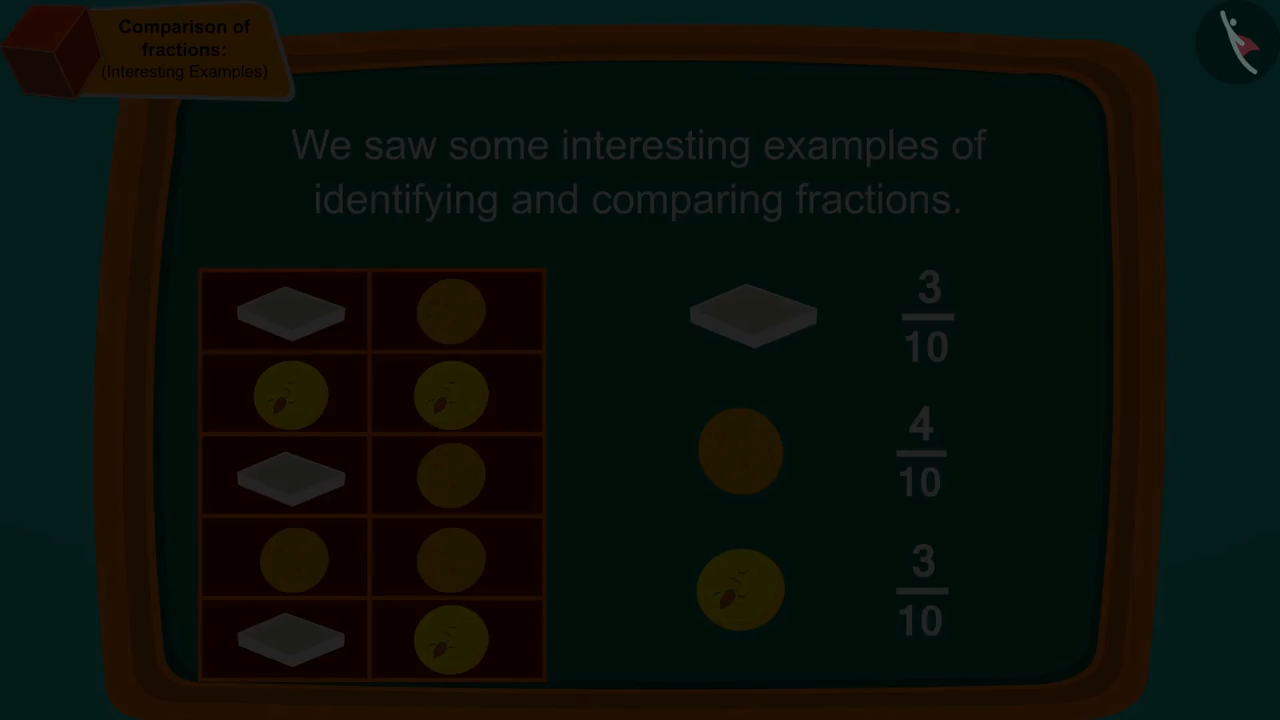 Comparison of
fractions:
(Interesting Examples)
We saw some interesting examples of
identifying and comparing fractions.
3
10
4
10
3
10